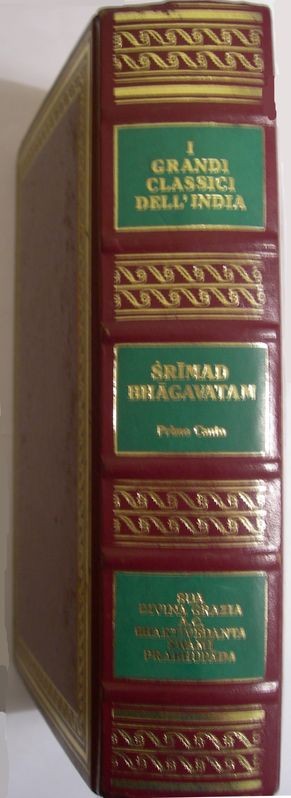 I
GRANDI
CLASSICI
DELL'INDIA
ŚRĪMAD
BHĀGAVATAM
Primo Canto
SUA
DIVINA GRAZIA
A.C.
BHAKTIVEDANTA
SWAMI
PRABHUPĀDA